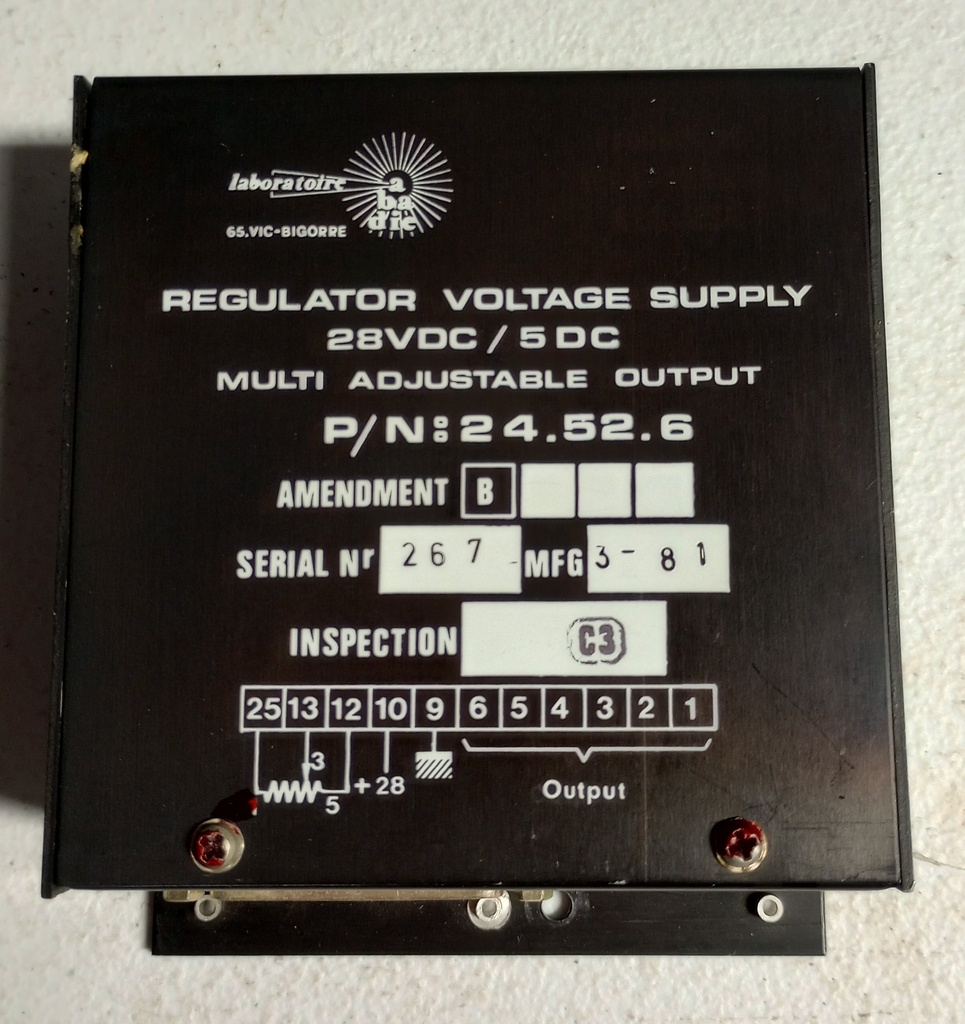 laboratoire
a
ba
die
65.VIC-BIGORRE
REGULATOR VOLTAGE SUPPLY
28VDC / 5 DC
MULTI ADJUSTABLE OUTPUT
P/N: 24.52.6
AMENDMENT B
SERIAL Nr 267 MFG 3-81
INSPECTION C3
25 13 12 10 9 6 5 4 3 2 1
3
5 +28 Output